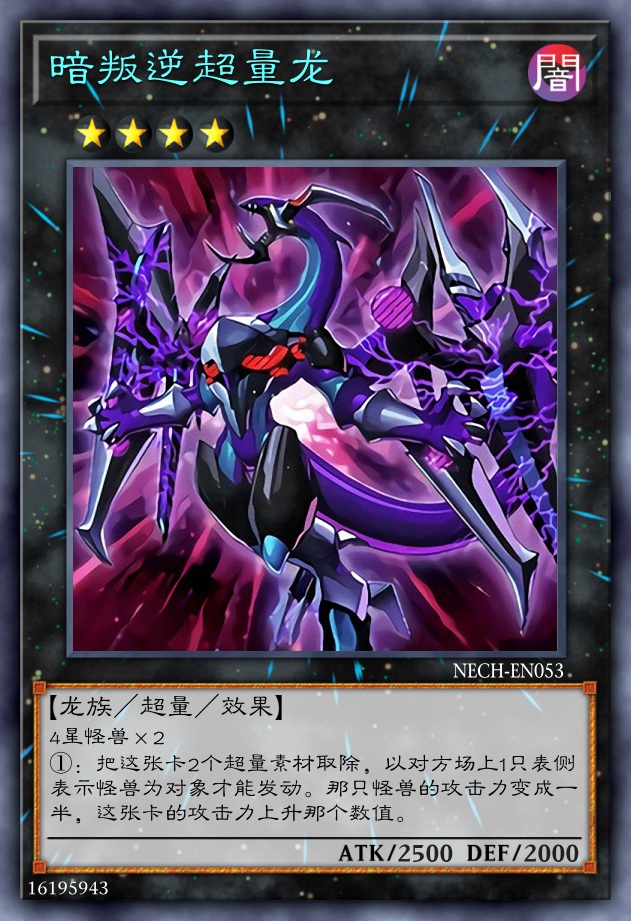 暗叛逆超量龙
闇
NECH-EN053
【龙族／超量／效果】
4星怪兽×2
①：把这张卡2个超量素材取除，以对方场上1只表侧
表示怪兽为对象才能发动。那只怪兽的攻击力变成一
半，这张卡的攻击力上升那个数值。
ATK/2500 DEF/2000
16195943